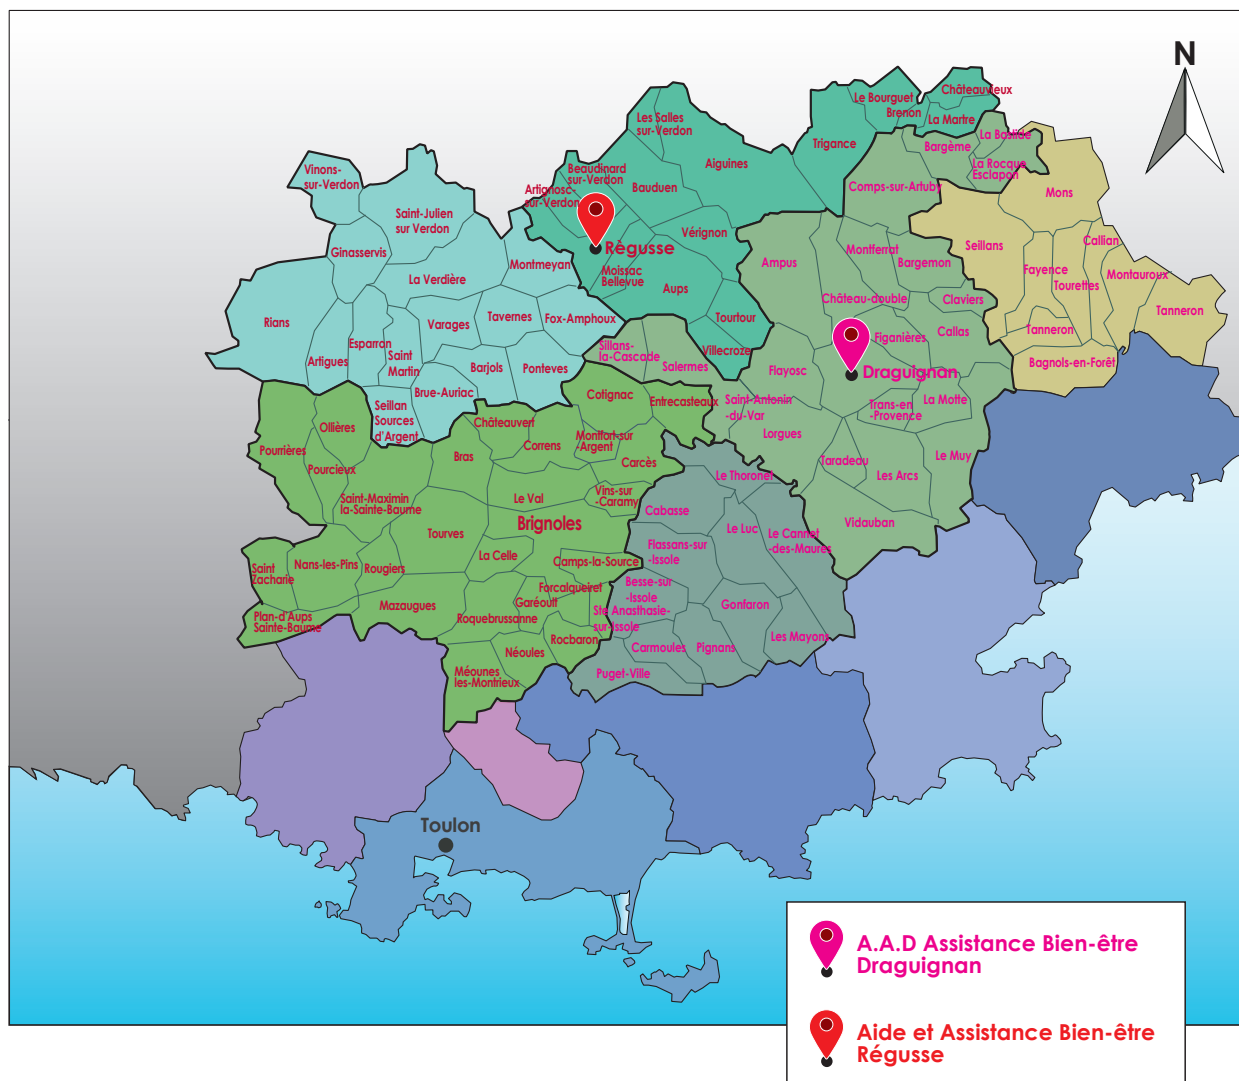 N
Châteauvieux
Le Bourguet
Brenon
La Martre
Les Salles
sur-Verdon
La Bastide
Trigance
Bargème
Vinons-
sur-Verdon
Beaudinard
sur-Verdon
Aiguines
La Rocque
Esclapon
Artignosc-
sur-Verdon
Bauduen
Comps-sur-Artuby
Mons
Saint-Julien
sur Verdon
Vérignon
Seillans
Callian
Ginasservis
Règusse
Montferrat
Montmeyan
Ampus
Bargemon
Moissac
Bellevue
Fayence
Montauroux
La Verdière
Aups
Tourettes
Château-double
Claviers
Tanneron
Rians
Tavernes
Fox-Amphoux
Tourtour
Varages
Figanières
Callas
Tanneron
Esparron
Sillans-
la-Cascade
Villecroze
Artigues
Saint
Martin
Barjols
Ponteves
Salermes
Flayosc
Draguignan
Bagnols-en-Forêt
Brue-Auriac
Cotignac
Entrecasteaux
Saint-Antonin
-du-Var
Trans-en
-Provence
La Motte
Seillan
Sources
d'Argent
Ollières
Châteauvert
Montfort-sur
-Argent
Lorgues
Pourrières
Correns
Bras
Carcès
Le Muy
Pourcieux
Taradeau
Les Arcs
Le Thoronet
Saint-Maximin
la-Sainte-Baume
Le Val
Vins-sur
-Caramy
Cabasse
Brignoles
Le Luc
Vidauban
Tourves
Le Cannet
-des-Maures
Flassans-sur
-Issole
La Celle
Camps-la-Source
Saint
Zacharie
Nans-les-Pins
Rougiers
Besse-sur
-Issole
Forcalqueiret
Garéoult
Mazaugues
Gonfaron
Ste Anasthasie-
sur-Issole
Plan-d'Aups
Sainte-Baume
Roquebrussanne
Rocbaron
Les Mayons
Néoules
Carmoules
Pignans
Méounes
les-Montrieux
Puget-Ville
Toulon
A.A.D Assistance Bien-être
Draguignan
Aide et Assistance Bien-être
Régusse